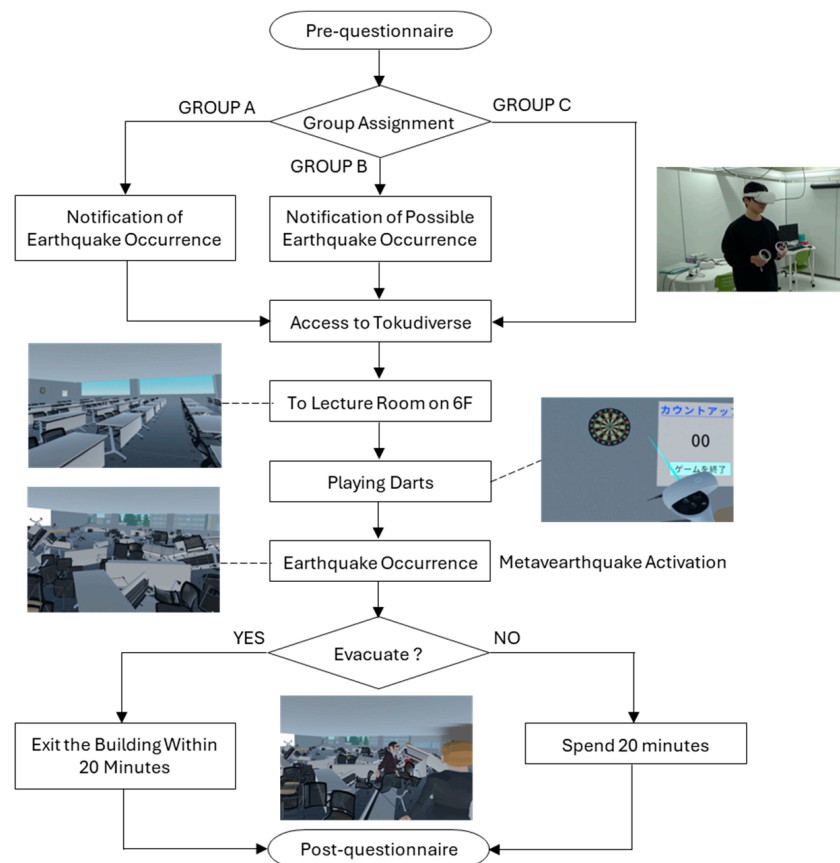 Pre-questionnaire
GROUP A
Group Assignment
GROUP C
GROUP B
Notification of
Earthquake Occurrence
Notification of Possible
Earthquake Occurrence
Access to Tokudiverse
To Lecture Room on 6F
カウントアップ
00
ゲームを終了
Playing Darts
Earthquake Occurrence
Metavearthquake Activation
YES
Evacuate ?
NO
Exit the Building Within
20 Minutes
Spend 20 minutes
Post-questionnaire